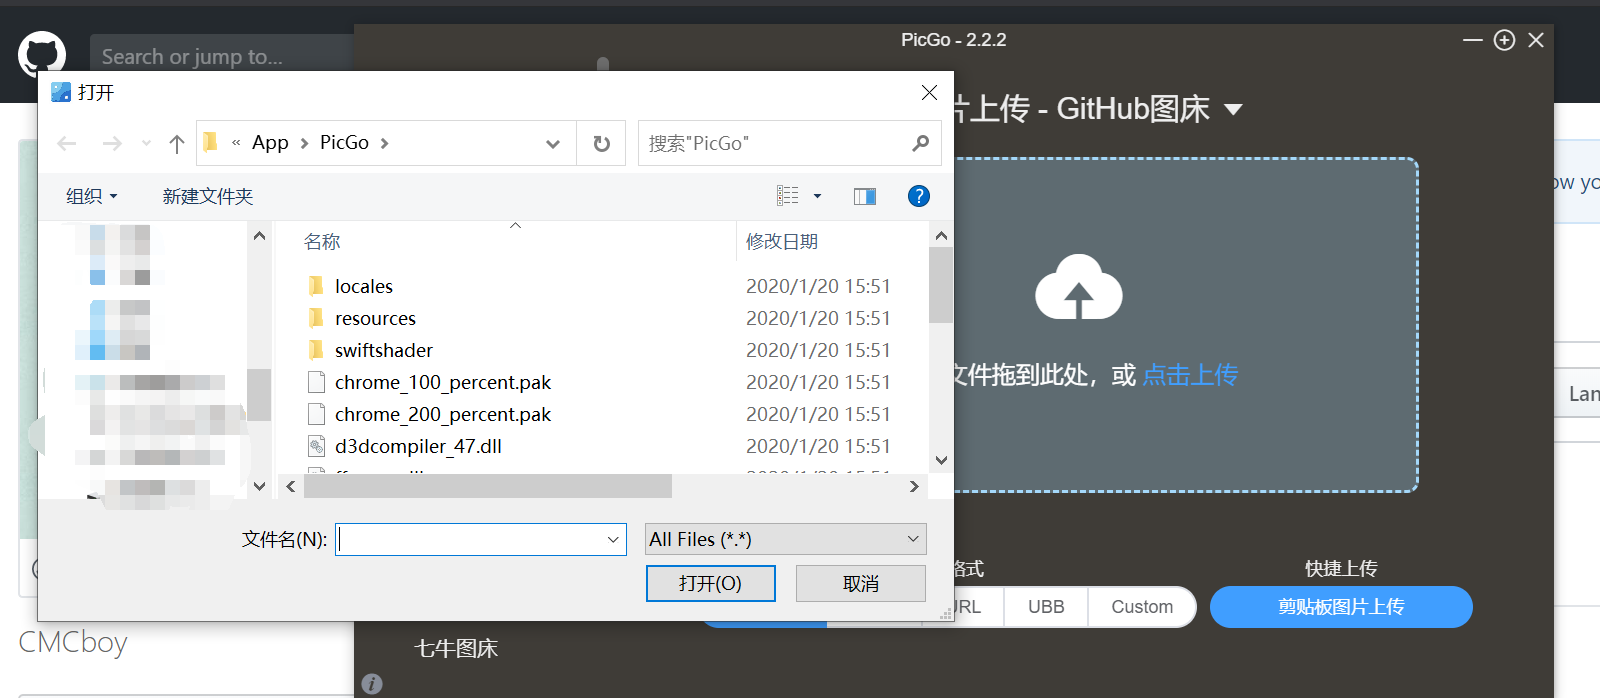 PicGo - 2.2.2
Search or jump to...
打开
片上传 - GitHub图床
« App > PicGo >
搜索"PicGo"
组织
新建文件夹
名称
修改日期
locales 2020/1/20 15:51
resources 2020/1/20 15:51
swiftshader 2020/1/20 15:51
chrome_100_percent.pak 2020/1/20 15:51
chrome_200_percent.pak 2020/1/20 15:51
d3dcompiler_47.dll 2020/1/20 15:51
文件拖到此处，或 点击上传
文件名(N):
All Files (*.*)
打开(O)
取消
格式
快捷上传
URL
UBB
Custom
剪贴板图片上传
CMCboy
七牛图床
ow yo
Lan